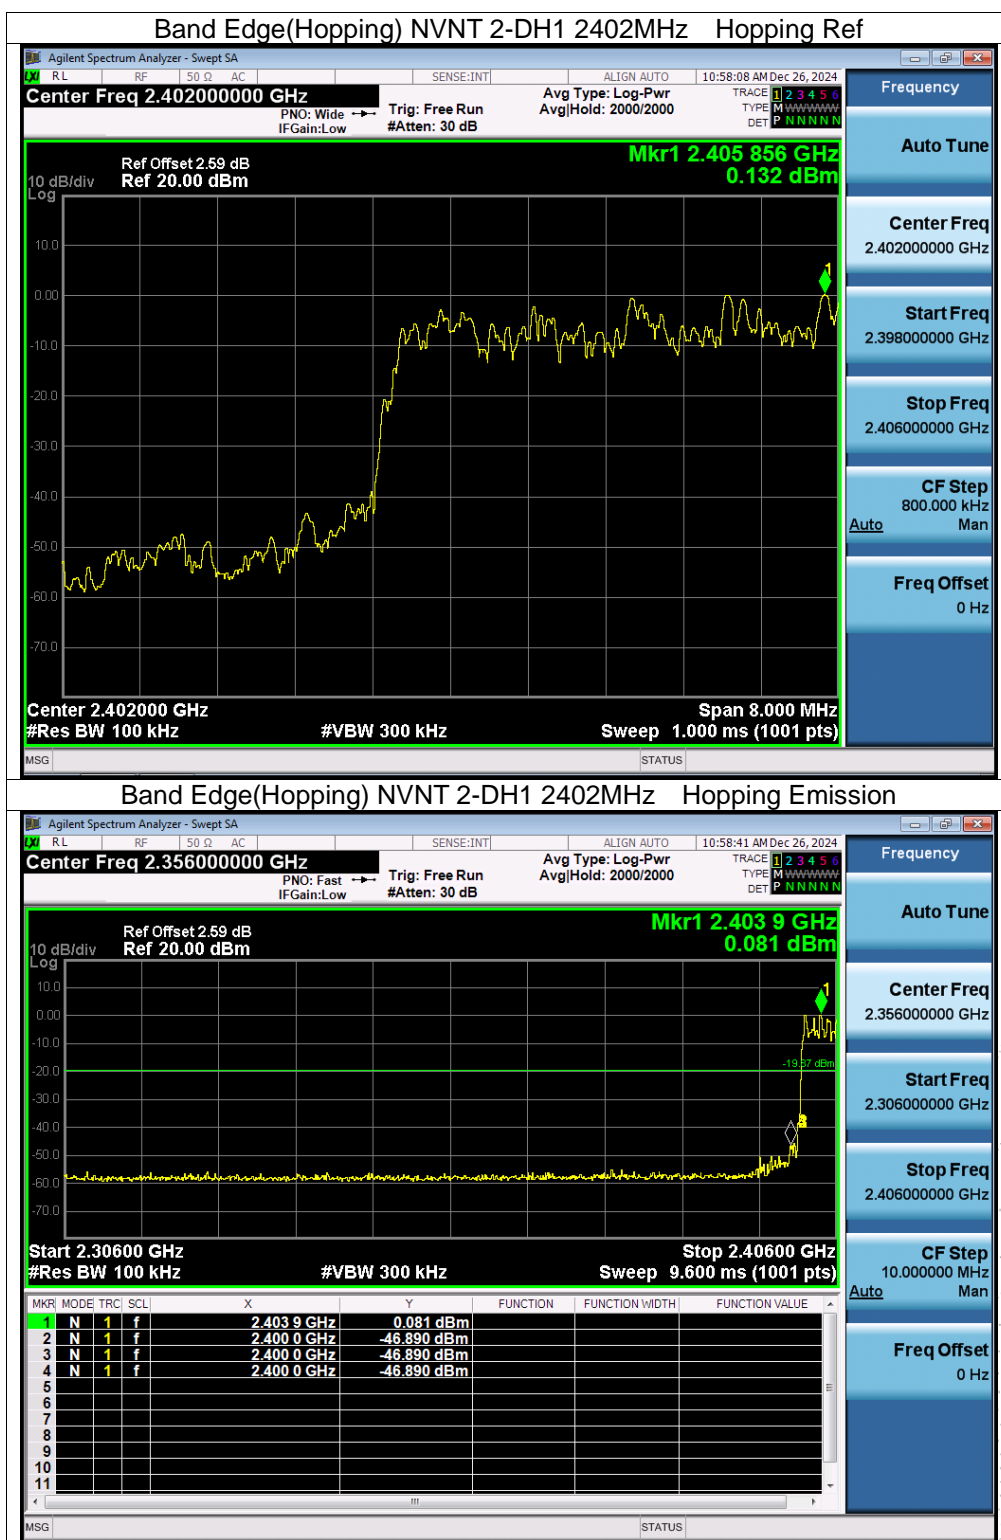 Band Edge(Hopping) NVNT 2-DH1 2402MHz Hopping Ref
Agilent Spectrum Analyzer - Swept SA
LXI RL RF 50 Ω AC SENSE:INT ALIGN AUTO 10:58:08 AM Dec 26, 2024
Center Freq 2.402000000 GHz
PNO: Wide
IFGain:Low
Trig: Free Run
#Atten: 30 dB
Avg Type: Log-Pwr
Avg|Hold: 2000/2000
TRACE 1 2 3 4 5 6
TYPE M WWWWW
DET P N N N N N
Mkr1 2.405 856 GHz
0.132 dBm
Ref Offset 2.59 dB
10 dB/div Ref 20.00 dBm
Log
10.0
0.00
-10.0
-20.0
-30.0
-40.0
-50.0
-60.0
-70.0
1
Center 2.402000 GHz Span 8.000 MHz
#Res BW 100 kHz #VBW 300 kHz Sweep 1.000 ms (1001 pts)
MSG STATUS
Frequency
Auto Tune
Center Freq
2.402000000 GHz
Start Freq
2.398000000 GHz
Stop Freq
2.406000000 GHz
CF Step
800.000 kHz
Auto Man
Freq Offset
0 Hz
Band Edge(Hopping) NVNT 2-DH1 2402MHz Hopping Emission
Agilent Spectrum Analyzer - Swept SA
LXI RL RF 50 Ω AC SENSE:INT ALIGN AUTO 10:58:41 AM Dec 26, 2024
Center Freq 2.356000000 GHz
PNO: Fast
IFGain:Low
Trig: Free Run
#Atten: 30 dB
Avg Type: Log-Pwr
Avg|Hold: 2000/2000
TRACE 1 2 3 4 5 6
TYPE M WWWWW
DET P N N N N N
Mkr1 2.403 9 GHz
0.081 dBm
Ref Offset 2.59 dB
10 dB/div Ref 20.00 dBm
Log
10.0
0.00
-10.0
-20.0
-30.0
-40.0
-50.0
-60.0
-70.0
1
-19.87 dBm
Start 2.30600 GHz Stop 2.40600 GHz
#Res BW 100 kHz #VBW 300 kHz Sweep 9.600 ms (1001 pts)
MKR MODE TRC SCL X Y FUNCTION FUNCTION WIDTH FUNCTION VALUE
1 N 1 f 2.403 9 GHz 0.081 dBm
2 N 1 f 2.400 0 GHz -46.890 dBm
3 N 1 f 2.400 0 GHz -46.890 dBm
4 N 1 f 2.400 0 GHz -46.890 dBm
5
6
7
8
9
10
11
MSG STATUS
Frequency
Auto Tune
Center Freq
2.356000000 GHz
Start Freq
2.306000000 GHz
Stop Freq
2.406000000 GHz
CF Step
10.000000 MHz
Auto Man
Freq Offset
0 Hz